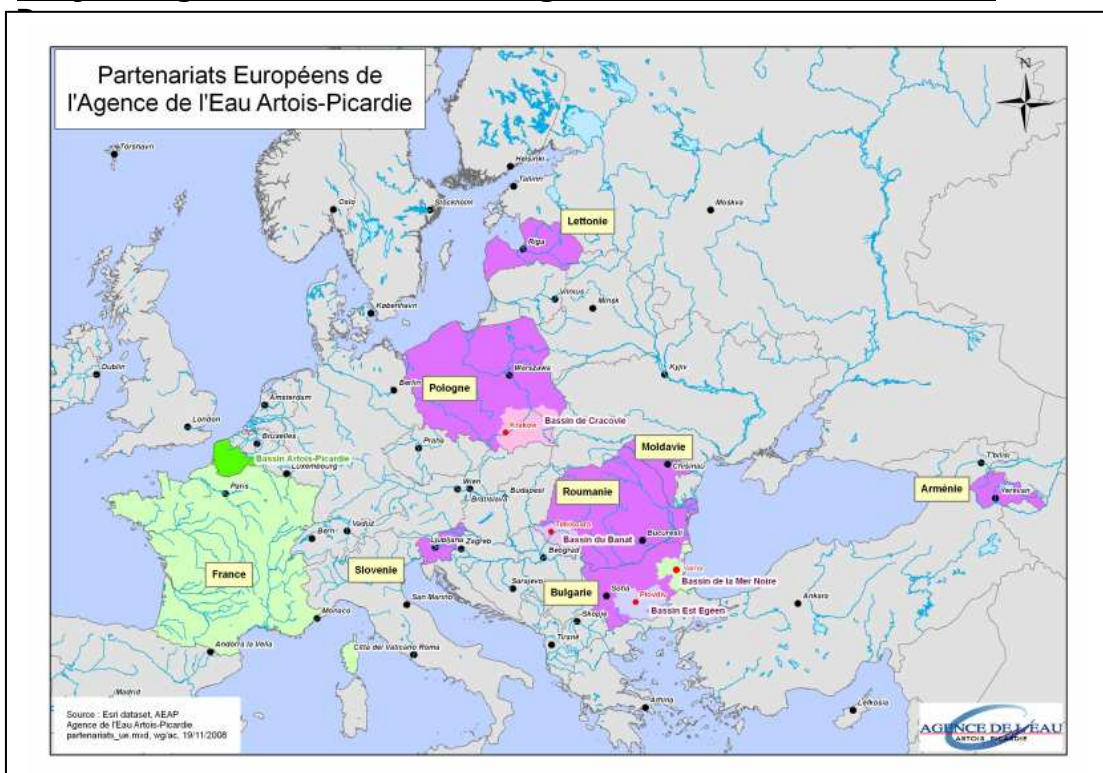 Partenariats Européens de
l'Agence de l'Eau Artois-Picardie
N
Tórshavn
Helsinki
Tallinn
Oslo
Stockholm
Moskva
Lettonie
Riga
København
Vilnius
Minsk
Dublin
Berlin
Pologne
Warszawa
Kyjiv
Amsterdam
London
Krakow
Bassin de Cracovie
Bruxelles
Praha
Bassin Artois-Picardie
Luxembourg
Moldavie
Chisinau
T'bilisi
Paris
Wien
Bratislava
Budapest
Roumanie
Arménie
Yerevan
Bern
Vaduz
Ljubljana
Zagreb
Bassin du Banat
Bucuresti
Beograd
France
Slovenie
Varna
Bassin de la Mer Noire
Sarajevo
Bulgarie
Sofia
Plovdiv
Bassin Est Egéen
Ankara
San Marino
Monaco
Skopje
Tiranë
Andorra la Vella
Città del Vaticano Roma
Madrid
Athina
Lefkosia
Source : Esri dataset, AEAP
Agence de l'Eau Artois-Picardie
partenariats_ue.mxd, wg/ac, 19/11/2008
AGENCE DE L'EAU
ARTOIS-PICARDIE